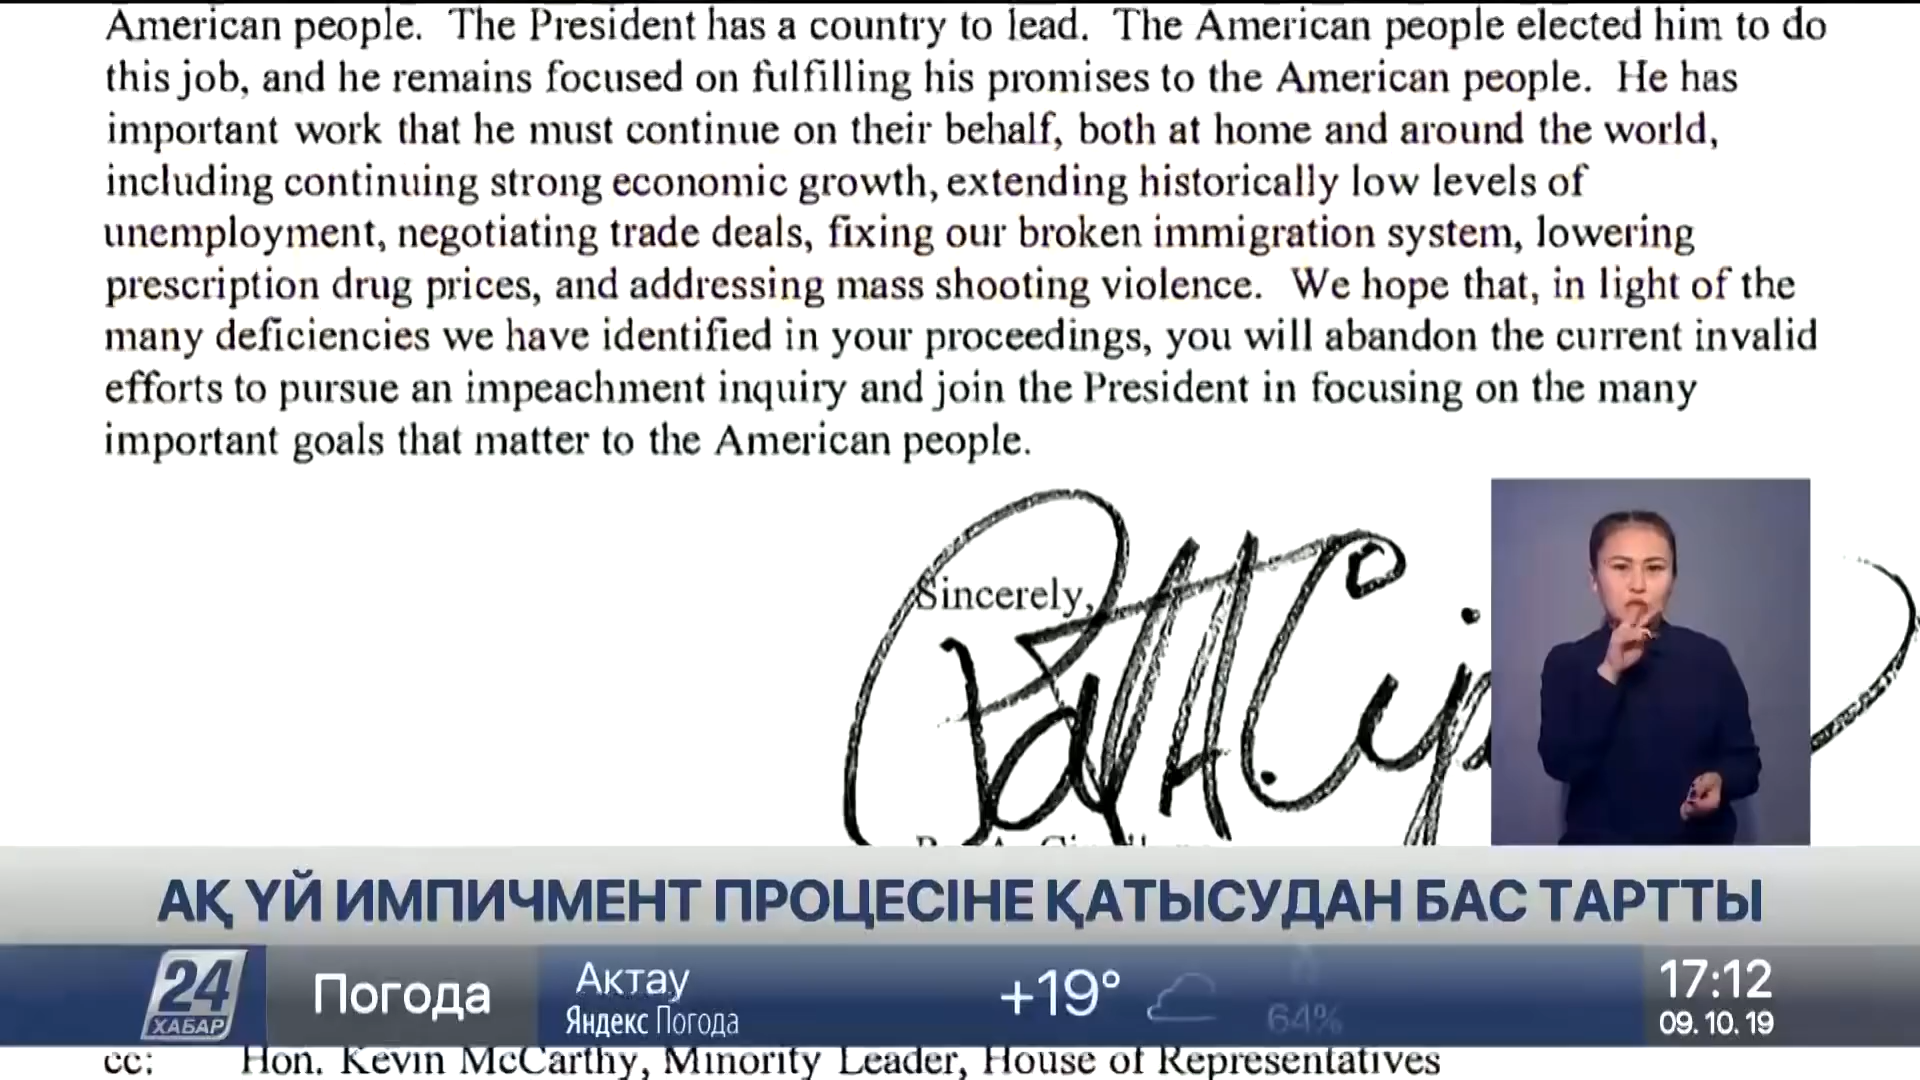 American people. The President has a country to lead. The American people elected him to do
this job, and he remains focused on fulfilling his promises to the American people. He has
important work that he must continue on their behalf, both at home and around the world,
including continuing strong economic growth, extending historically low levels of
unemployment, negotiating trade deals, fixing our broken immigration system, lowering
prescription drug prices, and addressing mass shooting violence. We hope that, in light of the
many deficiencies we have identified in your proceedings, you will abandon the current invalid
efforts to pursue an impeachment inquiry and join the President in focusing on the many
important goals that matter to the American people.
Sincerely,
АҚ ҮЙ ИМПИЧМЕНТ ПРОЦЕСІНЕ ҚАТЫСУДАН БАС ТАРТТЫ
24
ХАБАР
Погода
Актау
Яндекс Погода
+19°
64%
17:12
09.10.19
cc: Hon. Kevin McCarthy, Minority Leader, House of Representatives